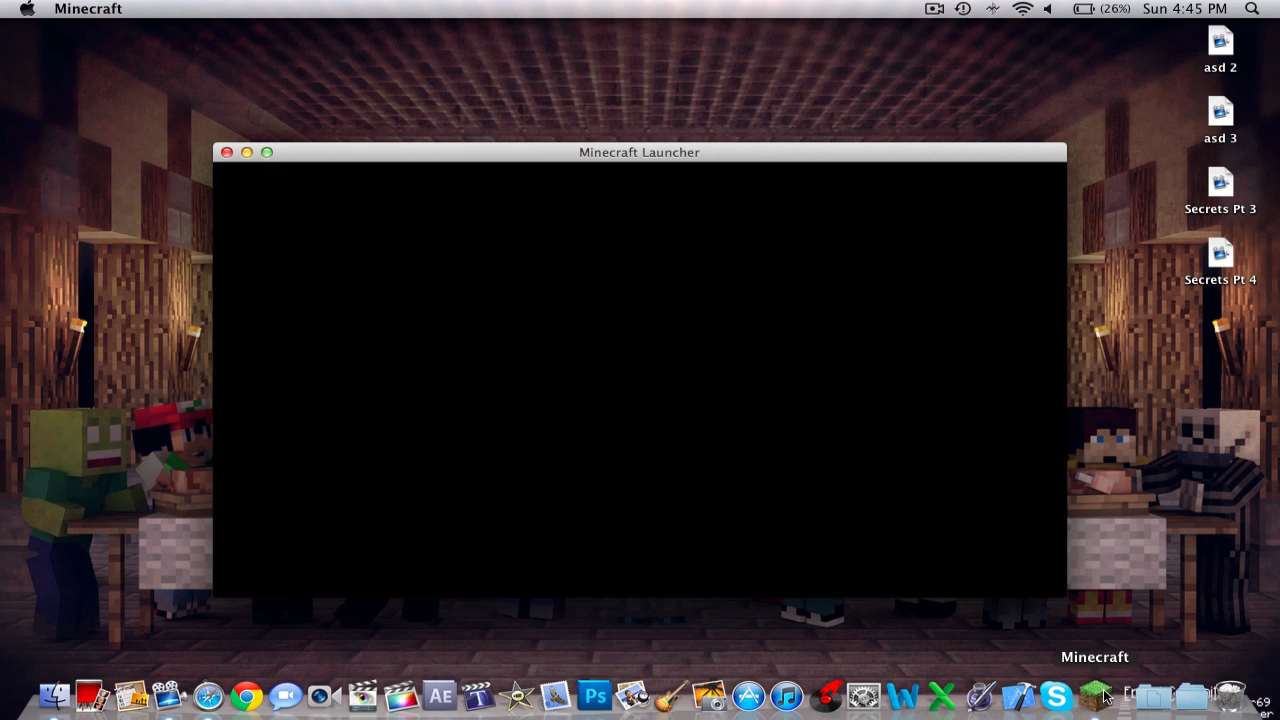 Minecraft
(26%) Sun 4:45 PM
asd 2
asd 3
Minecraft Launcher
Secrets Pt 3
Secrets Pt 4
Minecraft
Ae
T
Ps
W
X
S